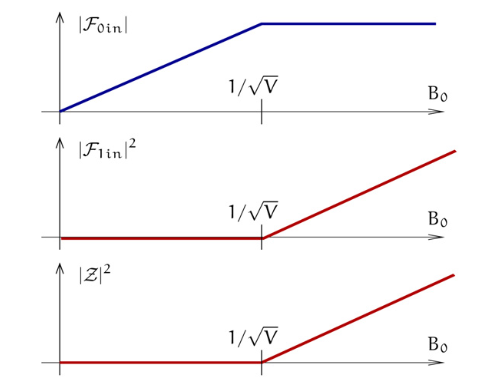 |ℱ₀ᵢₙ|
1/√V
B₀
|ℱ₁ᵢₙ|²
1/√V
B₀
|𝒵|²
1/√V
B₀